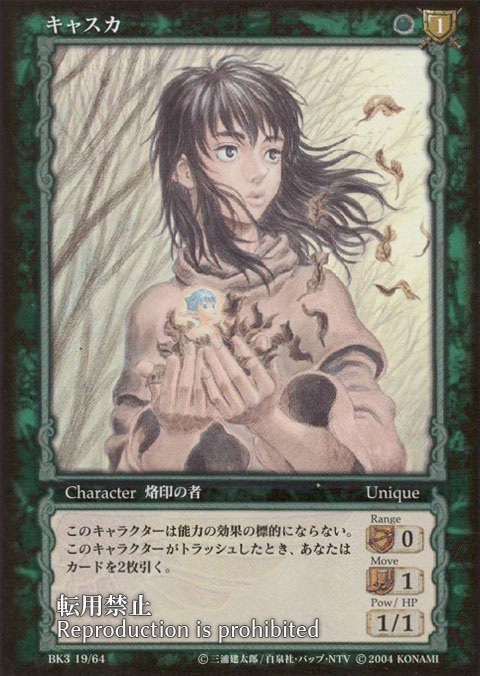 キャスカ
1
Character 烙印の者 Unique
このキャラクターは能力の効果の標的にならない。
このキャラクターがトラッシュしたとき、あなたは
カードを2枚引く。
Range
0
Move
1
Pow/ HP
1/1
転用禁止
Reproduction is prohibited
BK3 19/64 ©三浦建太郎/白泉社・バップ・NTV ©2004 KONAMI